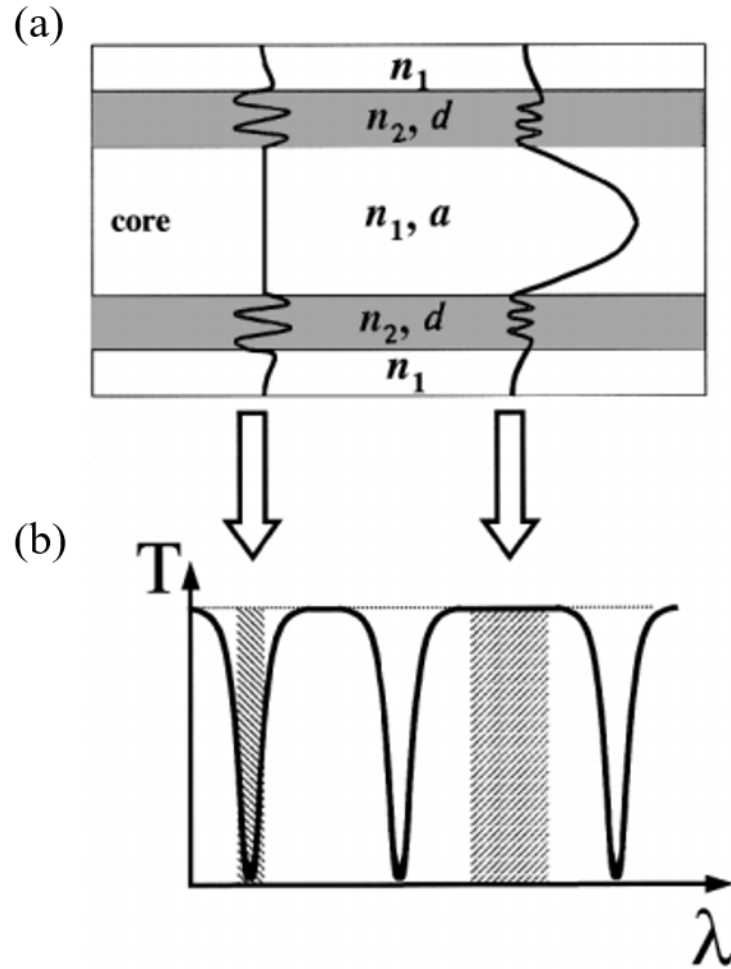 (a)
n₁
n₂, d
core
n₁, a
n₂, d
n₁
(b)
T
λ